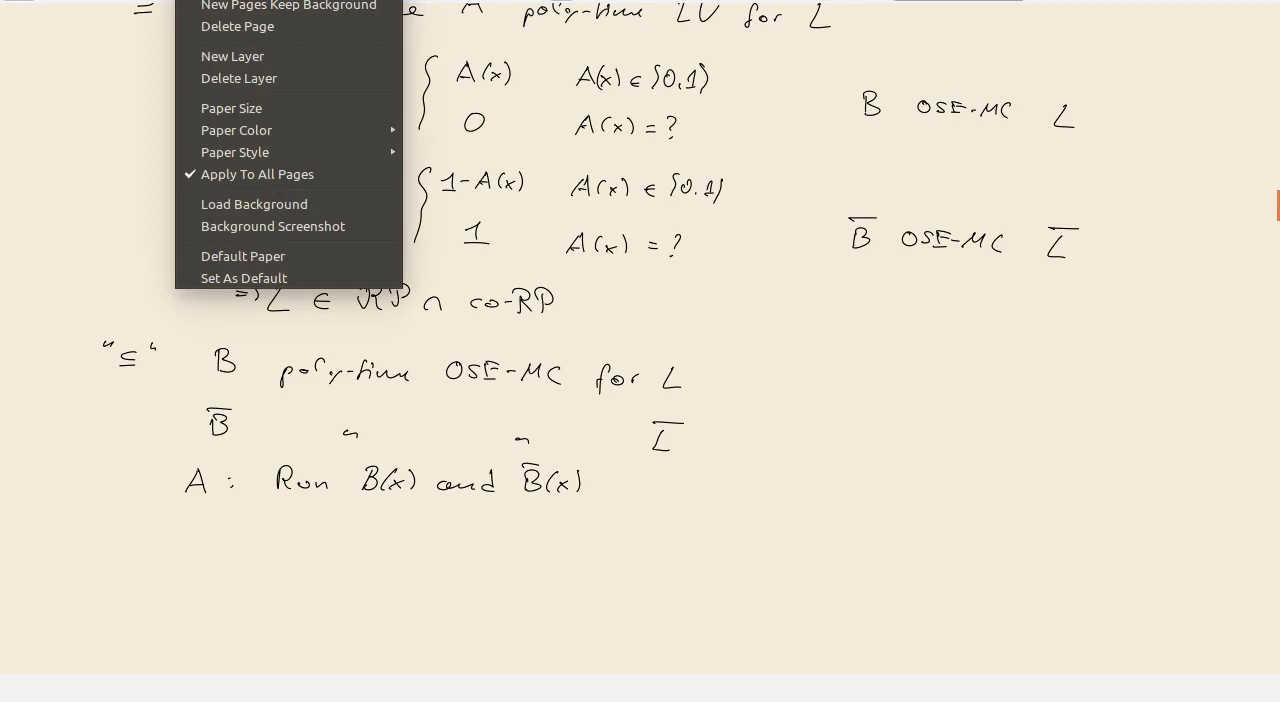 New Pages Keep Background
Delete Page
New Layer
Delete Layer
Paper Size
Paper Color
Paper Style
✓ Apply To All Pages
Load Background
Background Screenshot
Default Paper
Set As Default
A poly-time LV for L
A(x) A(x) ∈ {0,1}
0 A(x) = ?
B OSE-MC L
1-A(x) A(x) ∈ {0,1}
1 A(x) = ?
B̅ OSE-MC L̅
=> L ∈ RP ∩ co-RP
"⊆" B poly-time OSE-MC for L
B̅ " " L̅
A : Run B(x) and B̅(x)